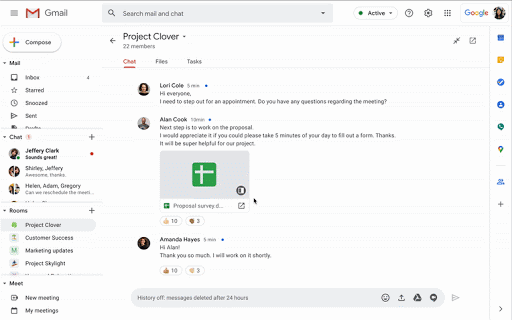 Gmail
Search mail and chat
Active
Google
Compose
Mail
Inbox 4
Starred
Snoozed
Sent
Drafts
Chat 1
Jeffery Clark
Sounds great!
Shirley, Jeffery
Awesome, thanks.
Helen, Adam, Gregory
Can we reschedule the meeti...
Rooms
Project Clover
Customer Success
Marketing updates
Project Skylight
Meet
New meeting
My meetings
Project Clover
22 members
Chat Files Tasks
Lori Cole 5 min
Hi everyone,
I need to step out for an appointment. Do you have any questions regarding the meeting?
Alan Cook 10min
Next step is to work on the proposal.
I would appreciate it if you could please take 5 minutes of your day to fill out a form. Thanks.
It will be super helpful for our project.
Proposal survey.d...
10 3
Amanda Hayes 5 min
Hi Alan!
Thank you so much. I will work on it shortly.
10 3
History off: messages deleted after 24 hours